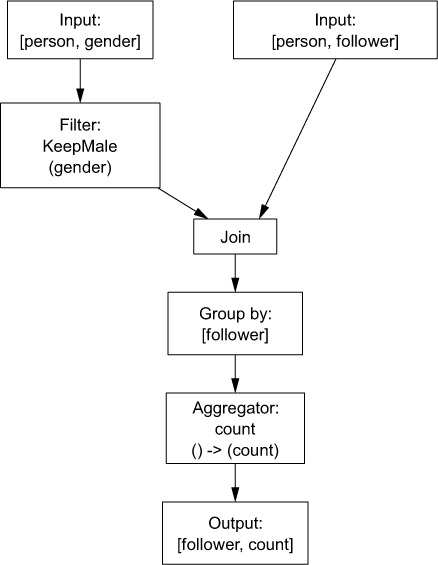 Input:
[person, gender]
Input:
[person, follower]
Filter:
KeepMale
(gender)
Join
Group by:
[follower]
Aggregator:
count
() -> (count)
Output:
[follower, count]